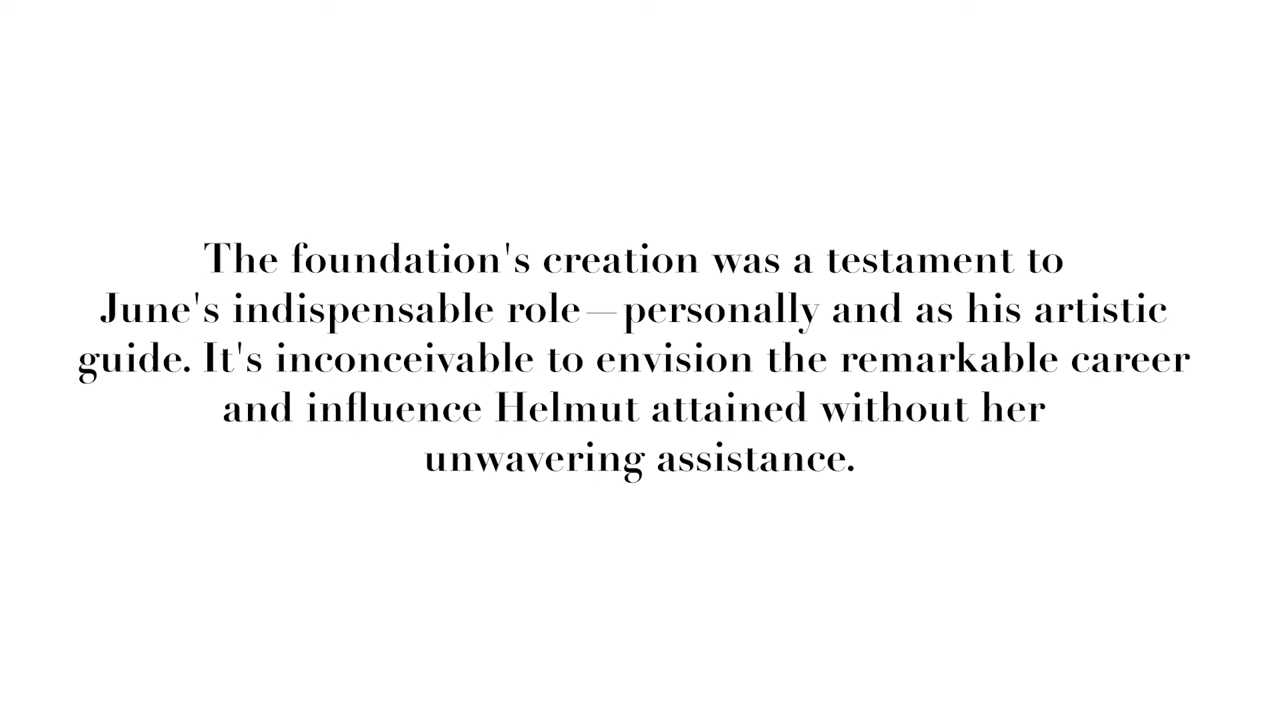 The foundation's creation was a testament to
June's indispensable role—personally and as his artistic
guide. It's inconceivable to envision the remarkable career
and influence Helmut attained without her
unwavering assistance.